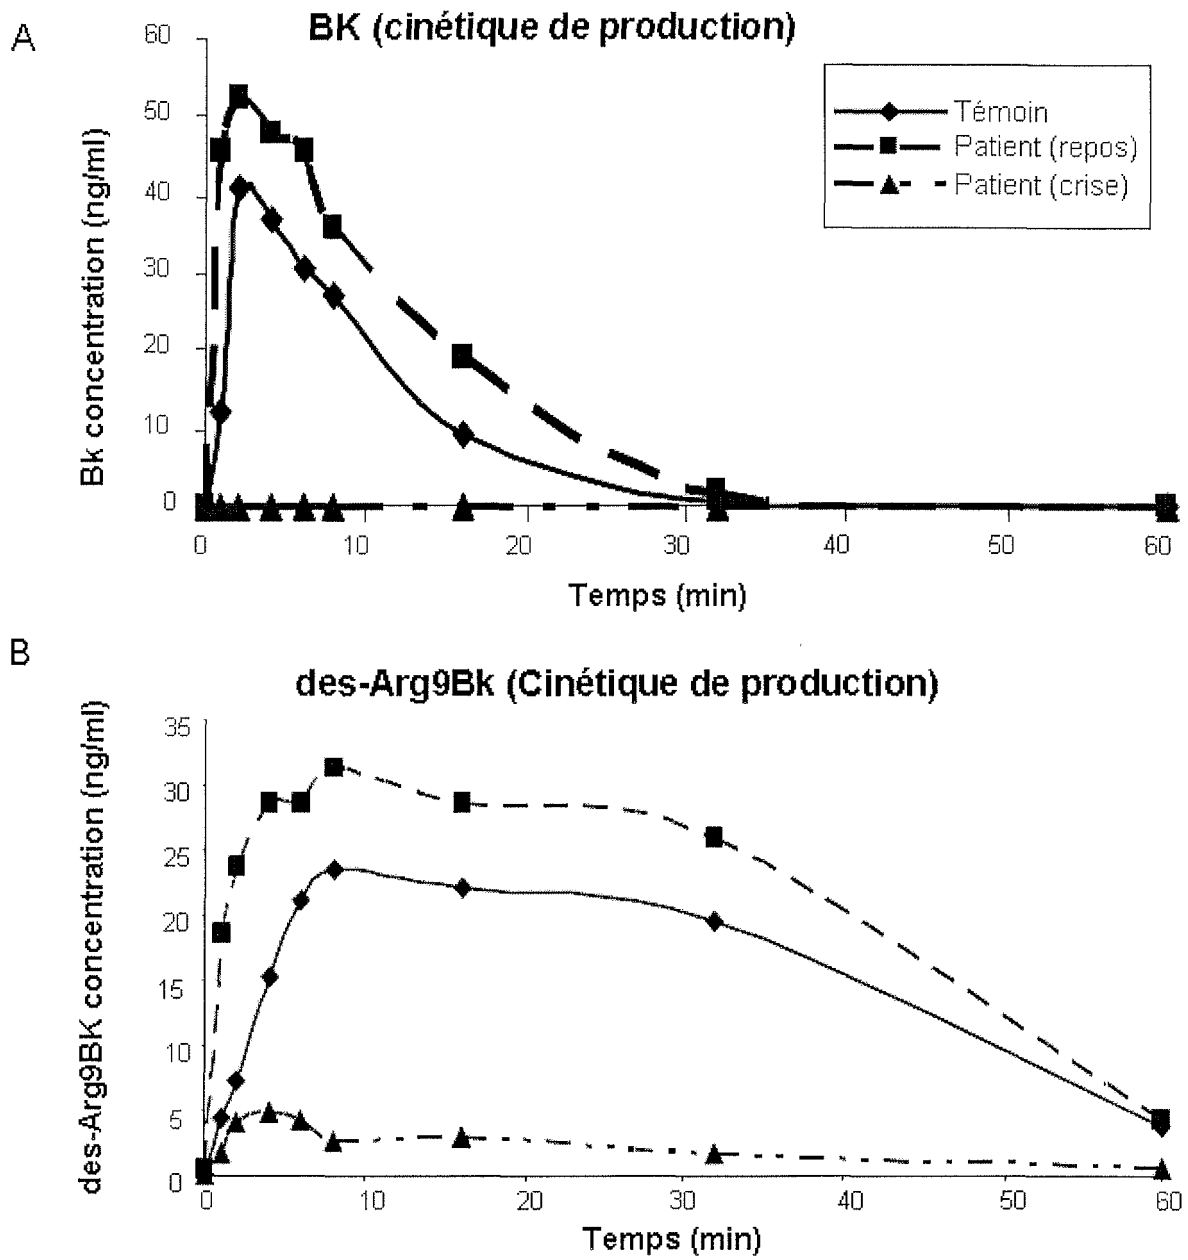 A
BK (cinétique de production)
60
50
40
30
20
10
0
Bk concentration (ng/ml)
Témoin
Patient (repos)
Patient (crise)
0 10 20 30 40 50 60
Temps (min)
B
des-Arg9Bk (Cinétique de production)
35
30
25
20
15
10
5
0
des-Arg9BK concentration (ng/ml)
0 10 20 30 40 50 60
Temps (min)